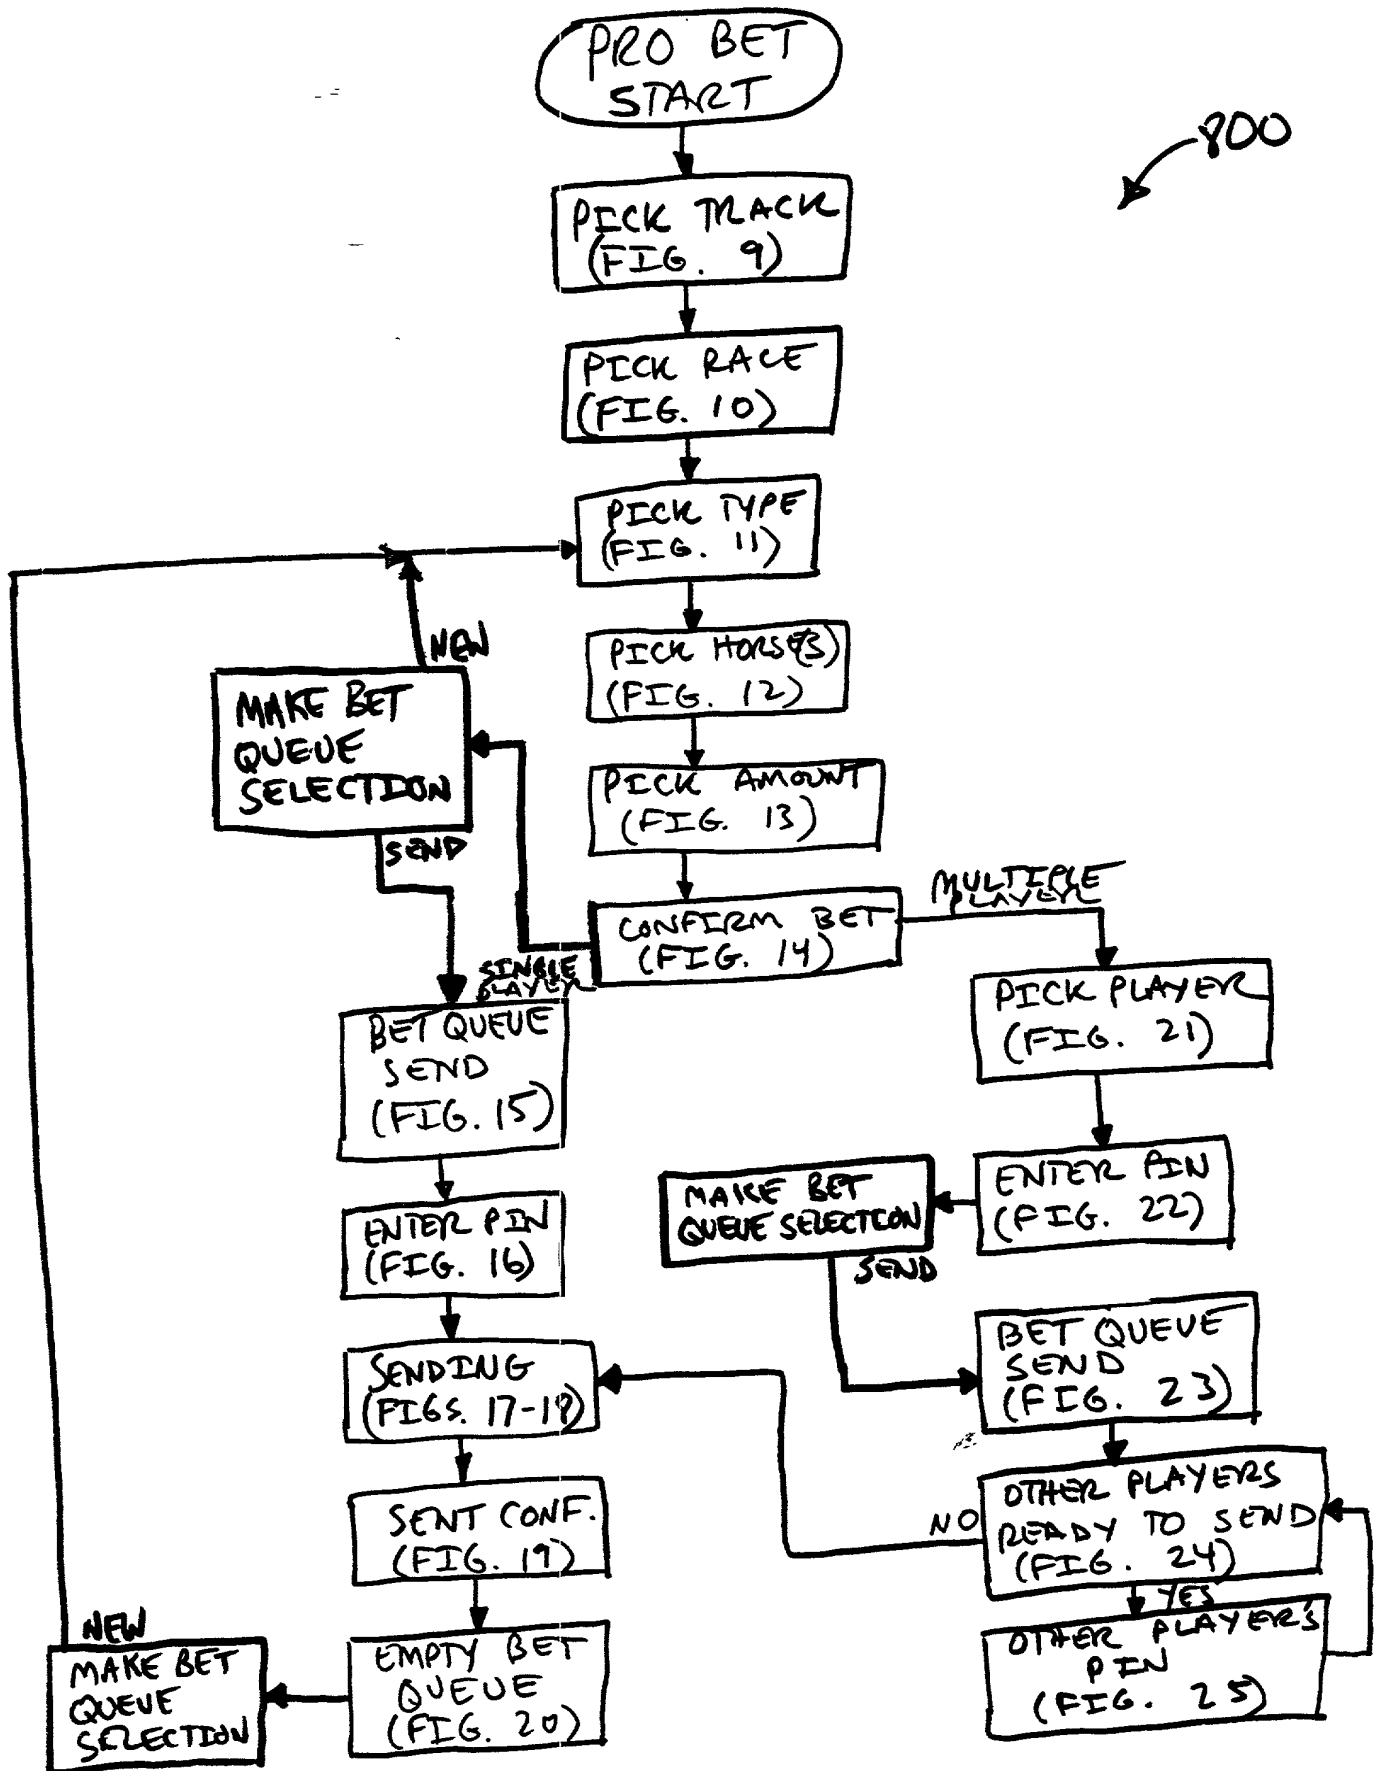 PRO BET
START
800
PICK TRACK
(FIG. 9)
PICK RACE
(FIG. 10)
PICK TYPE
(FIG. 11)
NEW
PICK HORSE(S)
(FIG. 12)
MAKE BET
QUEUE
SELECTION
SEND
PICK AMOUNT
(FIG. 13)
CONFIRM BET
(FIG. 14)
MULTIPLE
PLAYER
SINGLE
PLAYER
PICK PLAYER
(FIG. 21)
BET QUEUE
SEND
(FIG. 15)
ENTER PIN
(FIG. 22)
MAKE BET
QUEUE SELECTION
SEND
ENTER PIN
(FIG. 16)
BET QUEUE
SEND
(FIG. 23)
SENDING
(FIGS. 17-18)
OTHER PLAYERS
READY TO SEND
(FIG. 24)
NO
YES
SENT CONF.
(FIG. 19)
OTHER PLAYER'S
PIN
(FIG. 25)
EMPTY BET
QUEUE
(FIG. 20)
NEW
MAKE BET
QUEUE
SELECTION